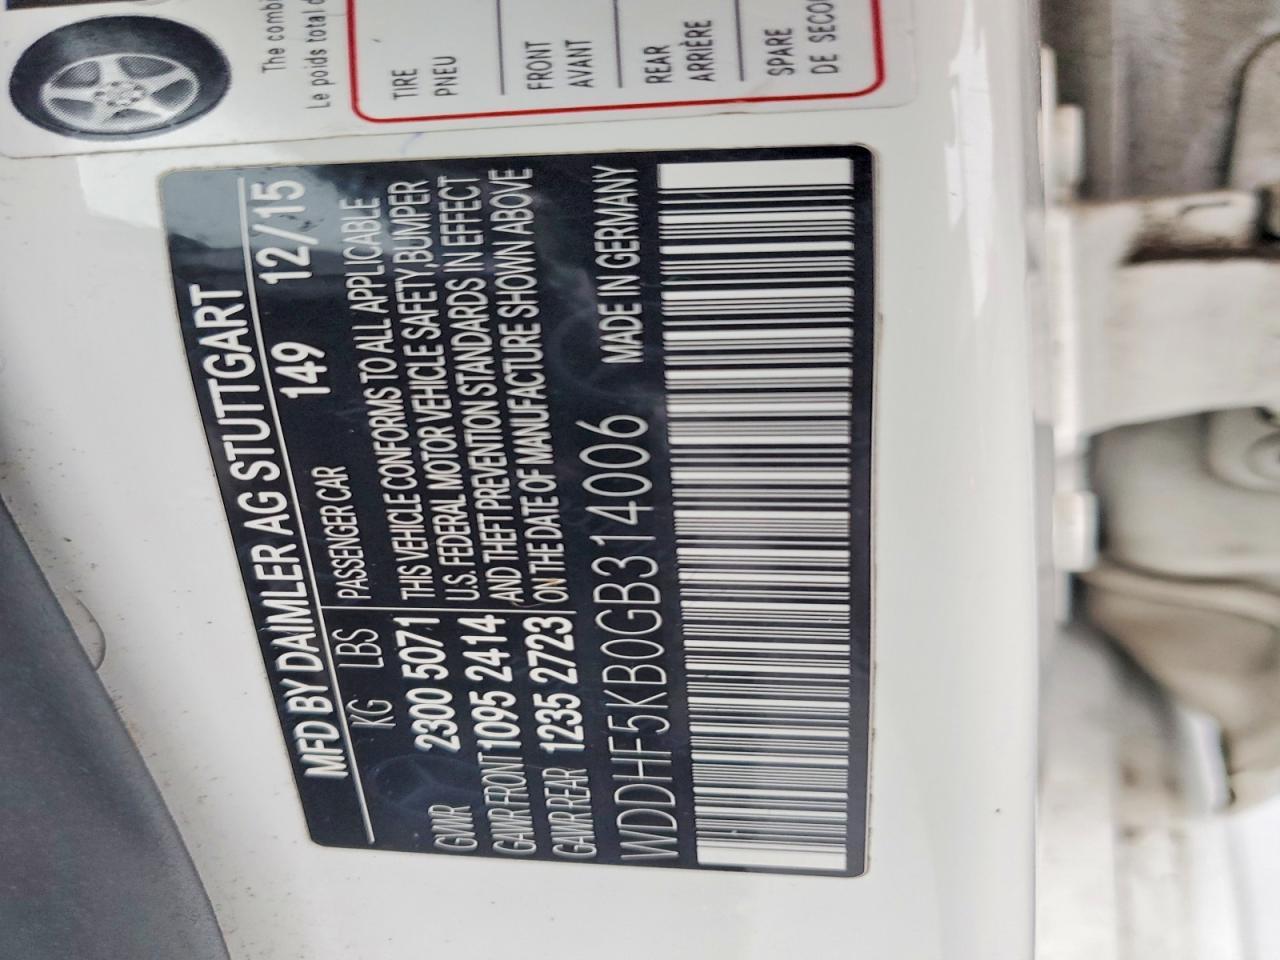 The combi
Le poids total d
TIRE
PNEU
FRONT
AVANT
REAR
ARRIÈRE
SPARE
DE SECOU
MFD BY DAIMLER AG STUTTGART
149 12/15
KG LBS PASSENGER CAR
GVWR 2300 5071
GAWR FRONT 1095 2414
GAWR REAR 1235 2723
THIS VEHICLE CONFORMS TO ALL APPLICABLE
U.S. FEDERAL MOTOR VEHICLE SAFETY,BUMPER
AND THEFT PREVENTION STANDARDS IN EFFECT
ON THE DATE OF MANUFACTURE SHOWN ABOVE
MADE IN GERMANY
WDDHF5KB0GB314006